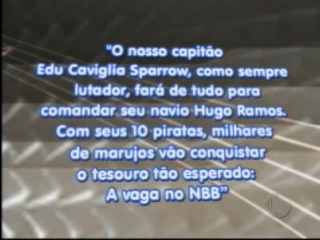 "O nosso capitão
Edu Caviglia Sparrow, como sempre
lutador, fará de tudo para
comandar seu navio Hugo Ramos.
Com seus 10 piratas, milhares
de marujos vão conquistar
o tesouro tão esperado:
A vaga no NBB"